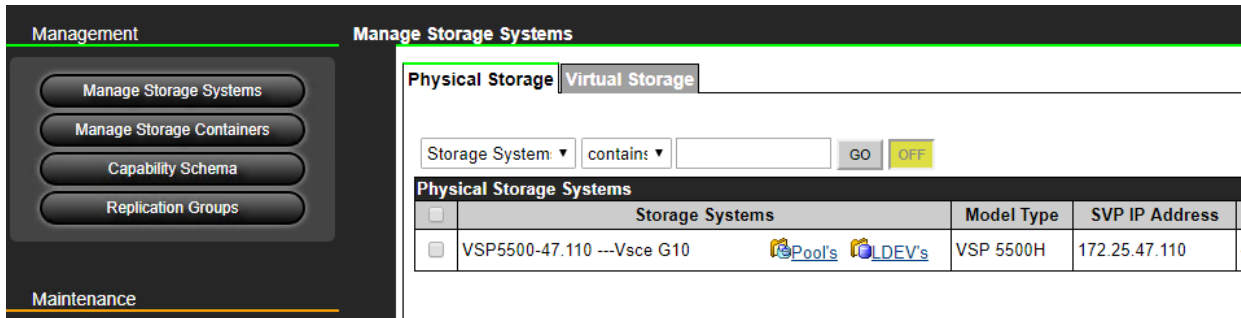 Management
Manage Storage Systems
Manage Storage Containers
Capability Schema
Replication Groups
Maintenance
Manage Storage Systems
Physical Storage Virtual Storage
Storage System contains GO OFF
Physical Storage Systems
Storage Systems Model Type SVP IP Address
VSP5500-47.110 ---Vsce G10 Pool's LDEV's VSP 5500H 172.25.47.110